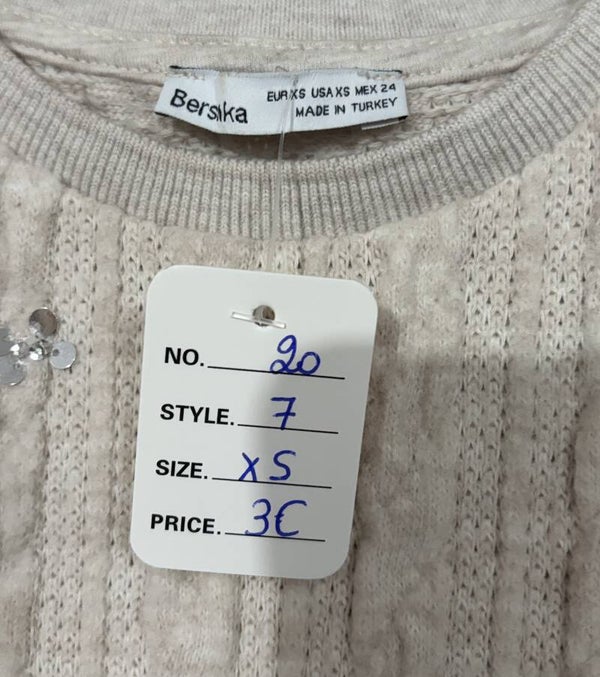 Bershka
EUR XS USA XS MEX 24
MADE IN TURKEY
NO. 20
STYLE. 7
SIZE. XS
PRICE. 3€